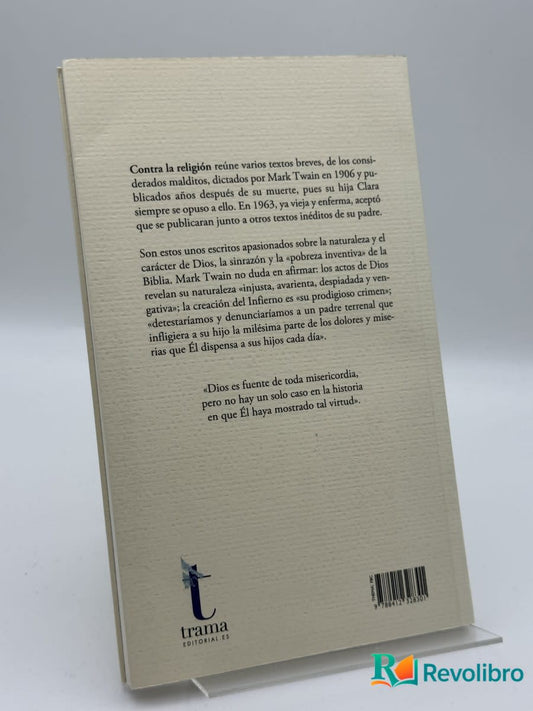 Contra la religión reúne varios textos breves, de los consi-
derados malditos, dictados por Mark Twain en 1906 y pu-
blicados años después de su muerte, pues su hija Clara
siempre se opuso a ello. En 1963, ya vieja y enferma, aceptó
que se publicaran junto a otros textos inéditos de su padre.
Son estos unos escritos apasionados sobre la naturaleza y el
carácter de Dios, la sinrazón y la «pobreza inventiva» de la
Biblia. Mark Twain no duda en afirmar: los actos de Dios
revelan su naturaleza «injusta, avarienta, despiadada y ven-
gativa»; la creación del Infierno es «su prodigioso crimen»;
«detestaríamos y denunciaríamos a un padre terrenal que
infligiera a su hijo la milésima parte de los dolores y mise-
rias que Él dispensa a sus hijos cada día».
«Dios es fuente de toda misericordia,
pero no hay un solo caso en la historia
en que Él haya mostrado tal virtud».
t
trama
EDITORIAL.ES
Revolibro